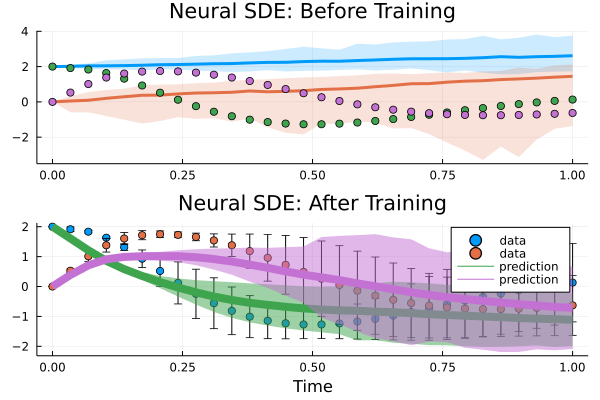 Neural SDE: Before Training
4
2
0
−2
0.00 0.25 0.50 0.75 1.00
Neural SDE: After Training
2
1
0
−1
−2
data
data
prediction
prediction
0.00 0.25 0.50 0.75 1.00
Time